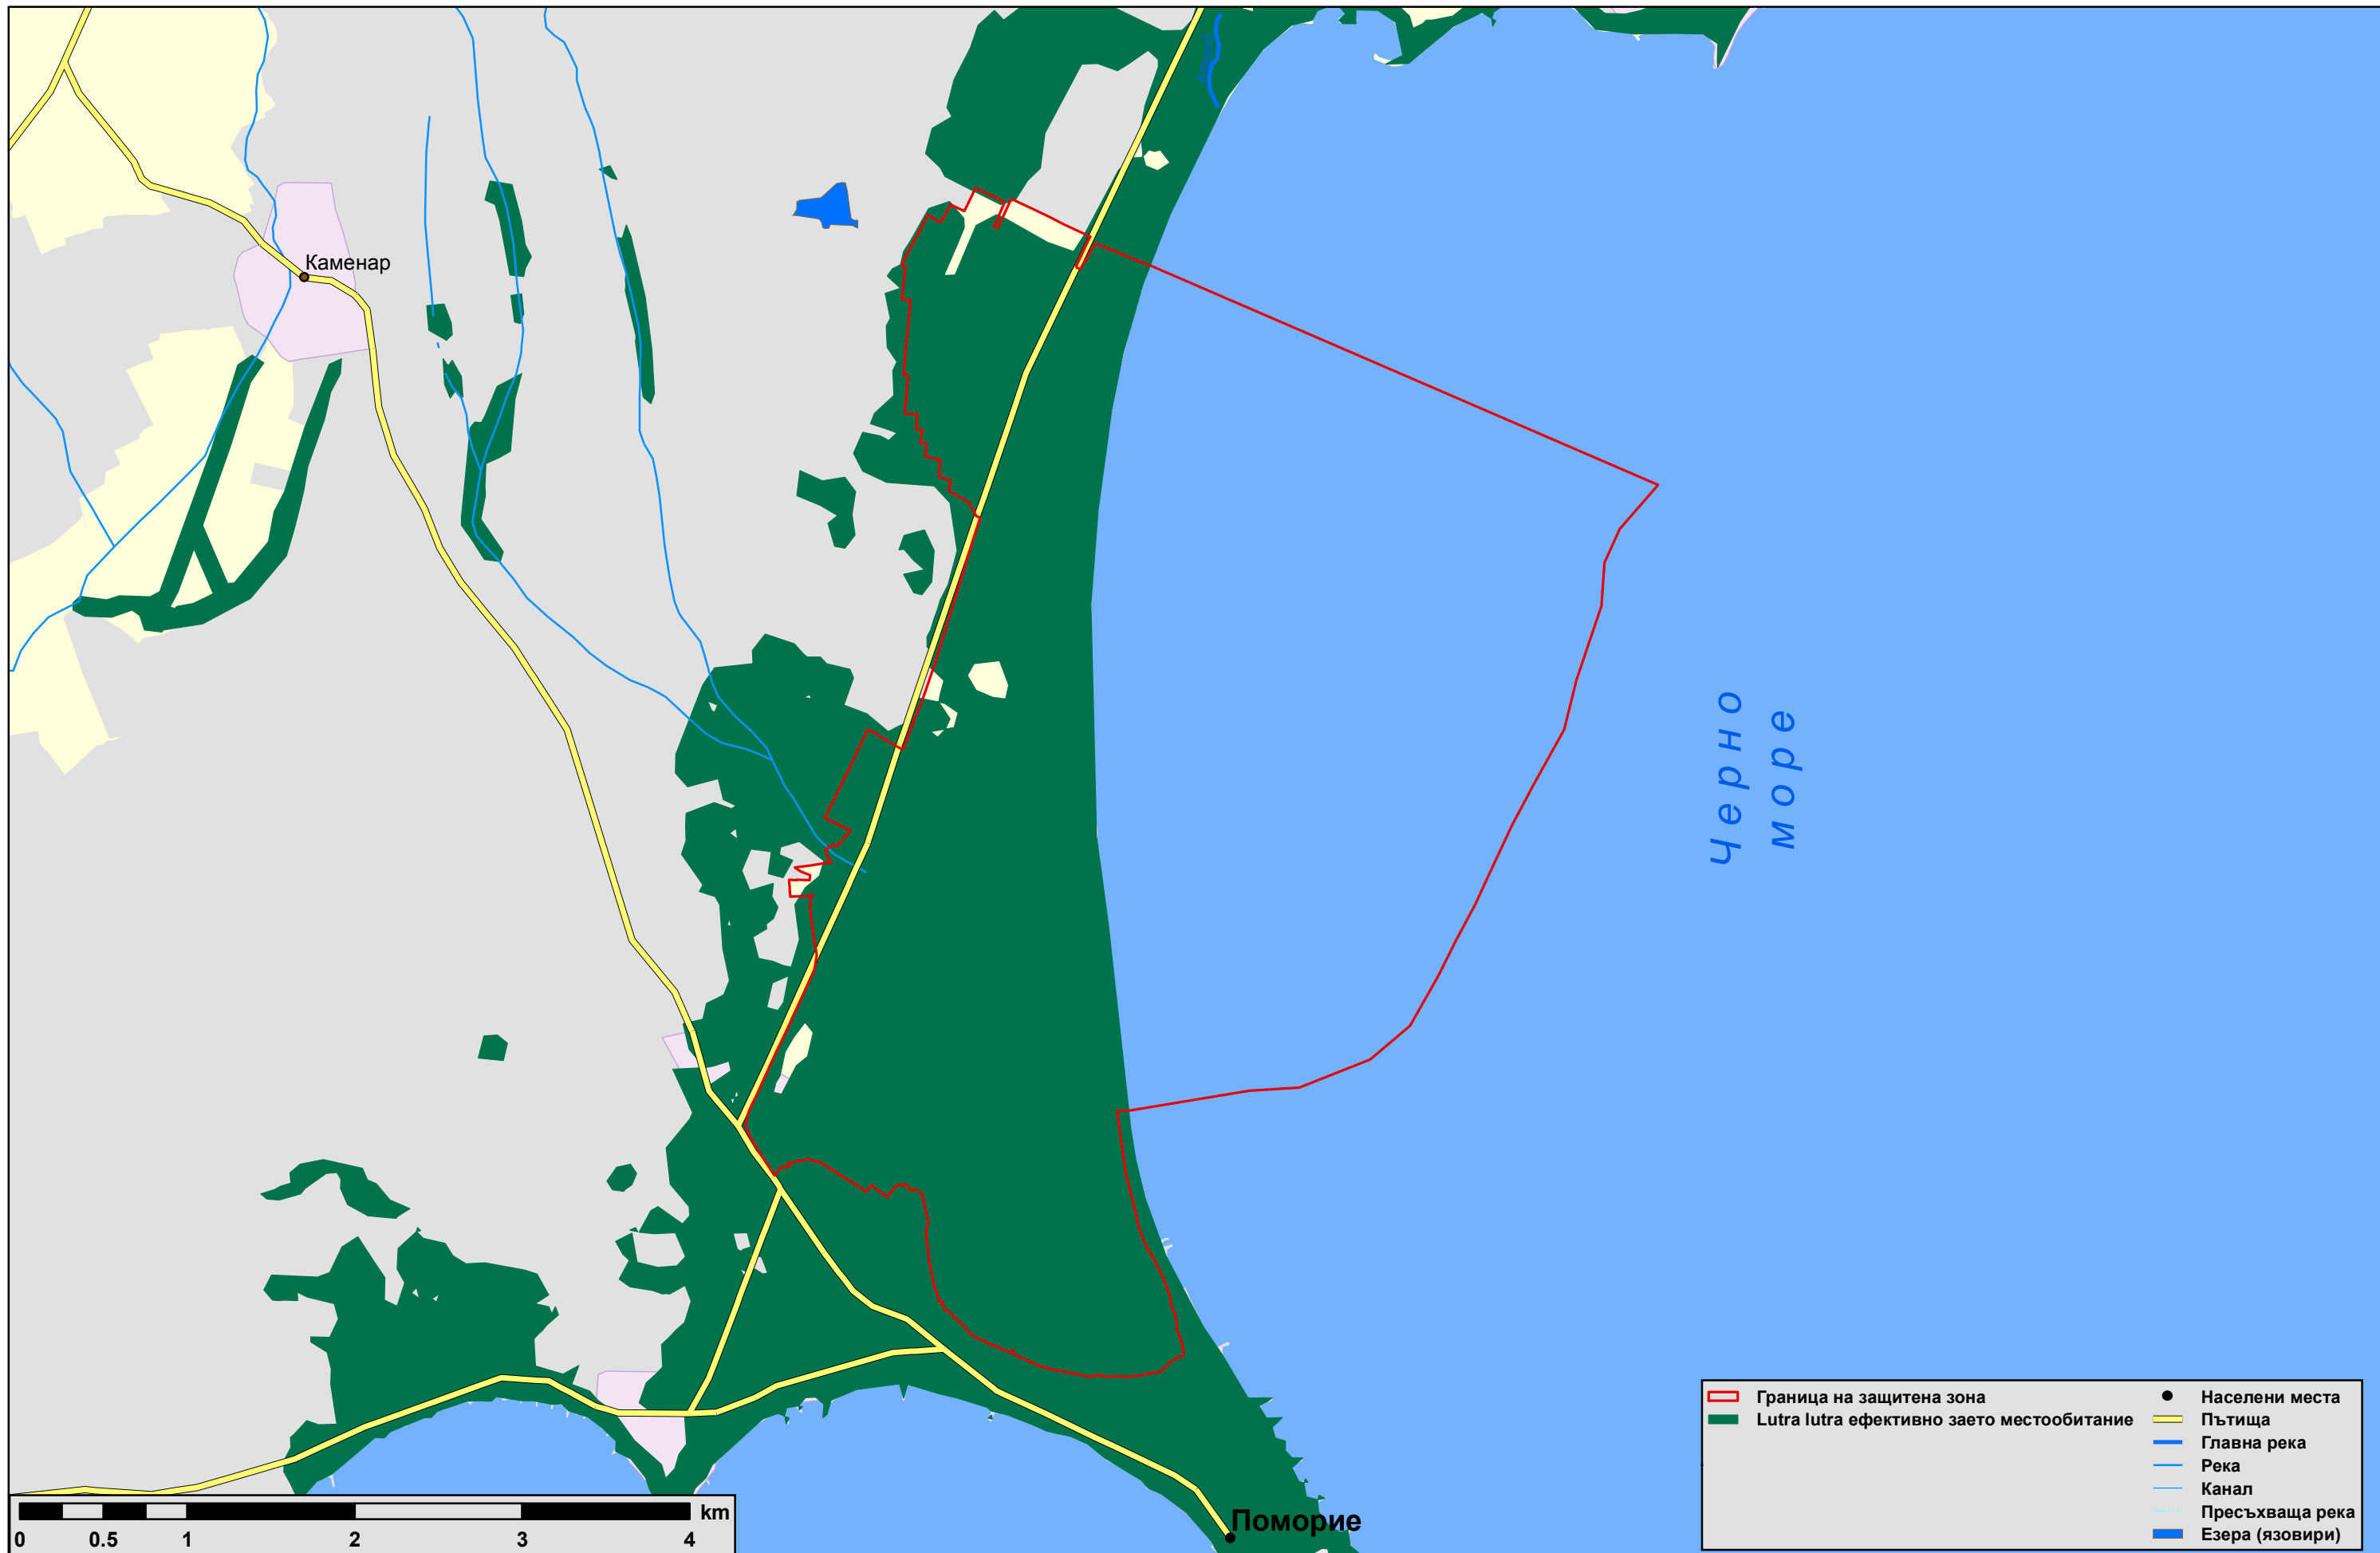 Каменар
Черно
море
Поморие
km
0 0.5 1 2 3 4
Граница на защитена зона
Lutra lutra ефективно заето местообитание
Населени места
Пътища
Главна река
Река
Канал
Пресъхваща река
Езера (язовири)